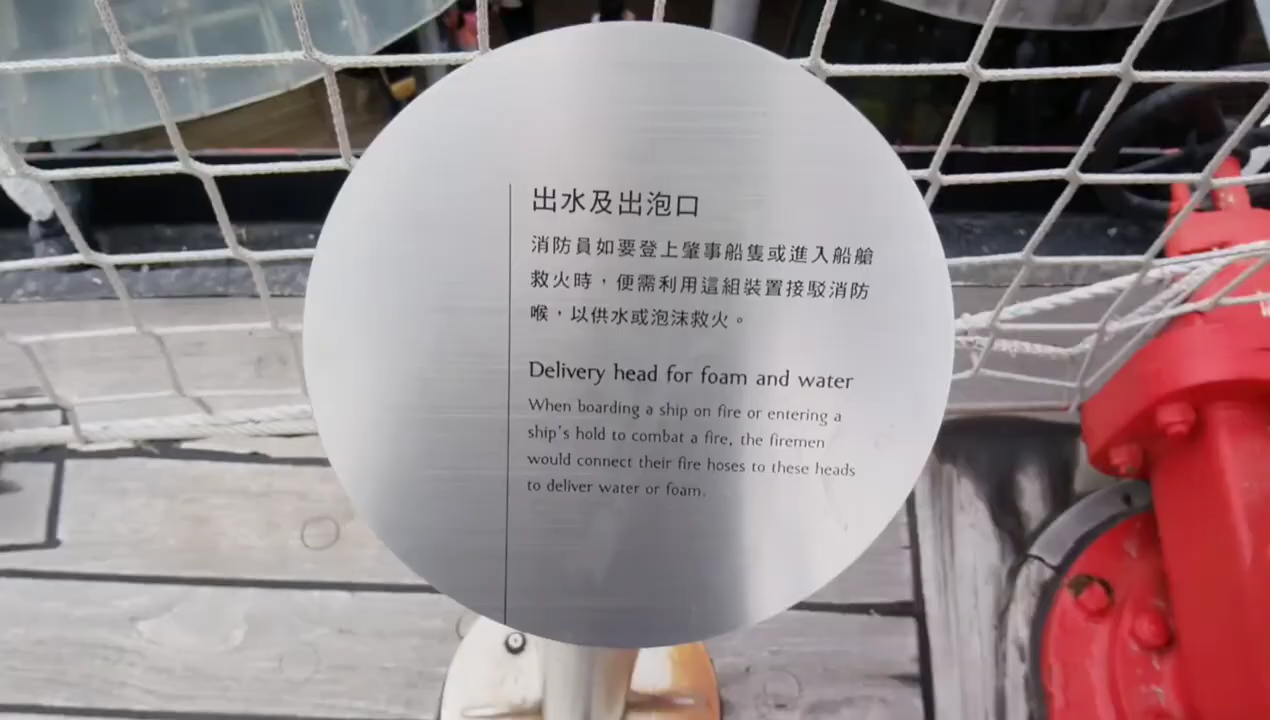 出水及出泡口
消防員如要登上肇事船隻或進入船艙
救火時，便需利用這組裝置接駁消防
喉，以供水或泡沫救火。
Delivery head for foam and water
When boarding a ship on fire or entering a
ship's hold to combat a fire, the firemen
would connect their fire hoses to these heads
to deliver water or foam.